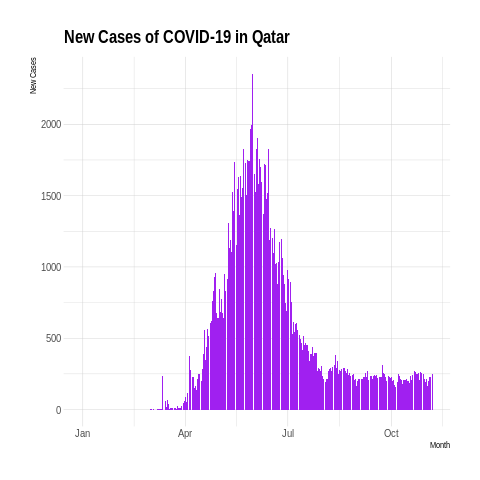 New Cases of COVID-19 in Qatar
New Cases
2000
1500
1000
500
0
Jan Apr Jul Oct
Month